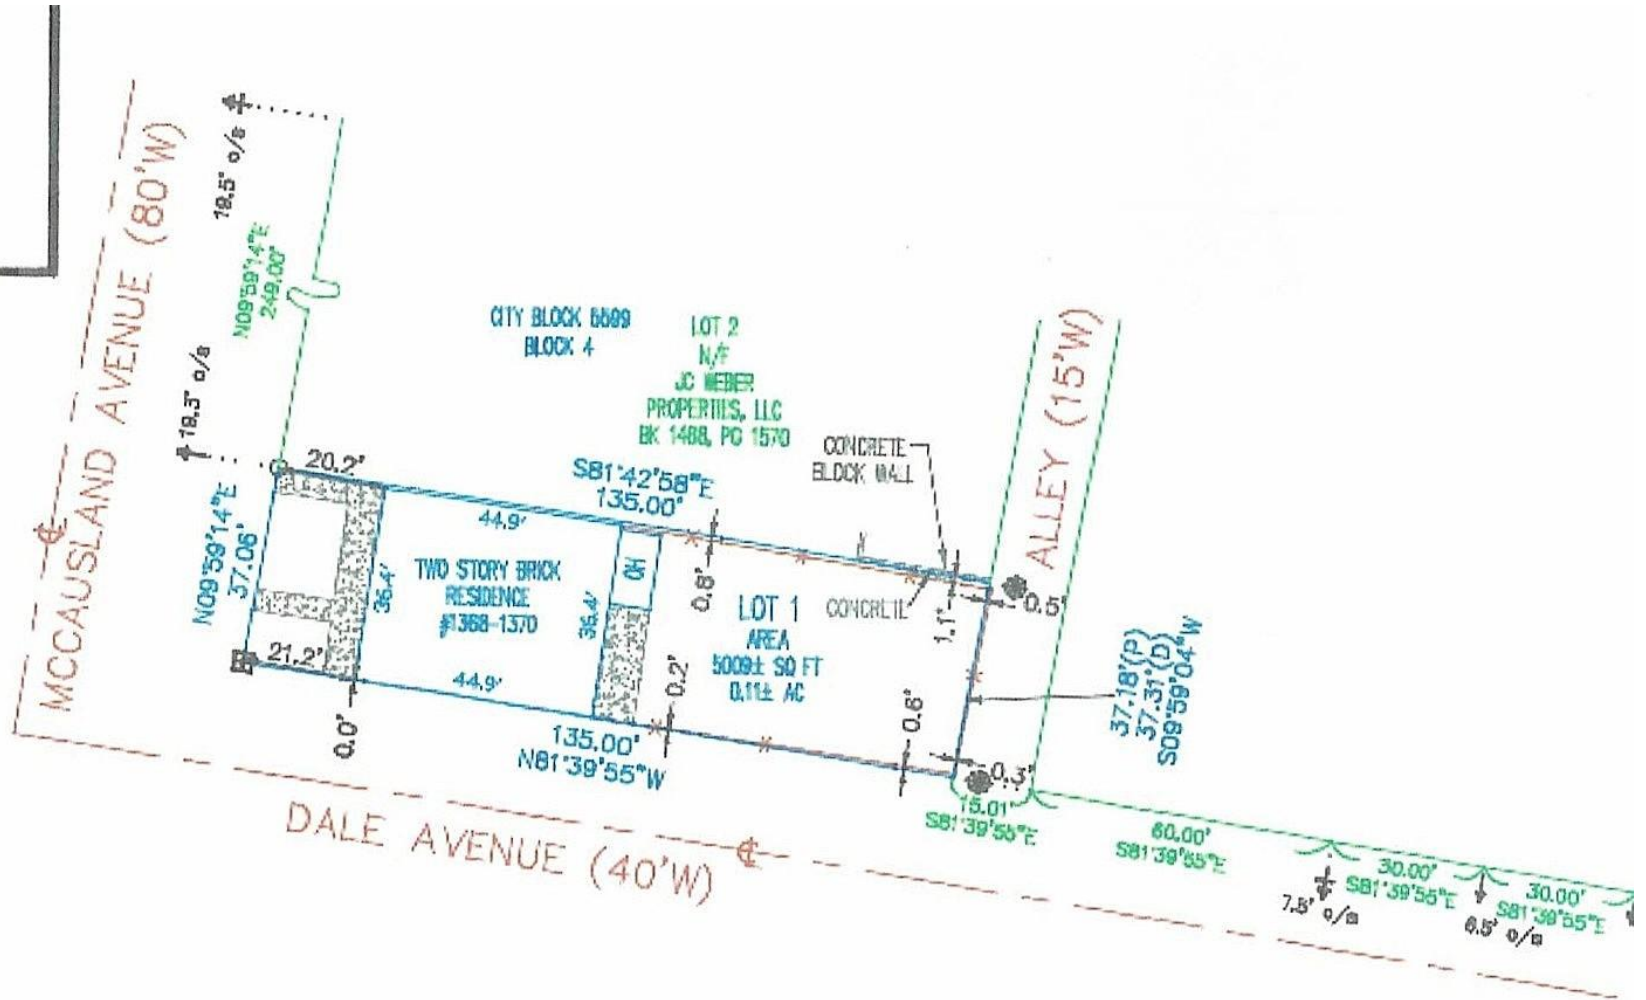 MCCAUSLAND AVENUE (80'W)
19.5' o/s
N09°59'14"E
249.00'
19.3' o/s
CITY BLOCK 5599
BLOCK 4
LOT 2
N/F
JC WEBER
PROPERTIES, LLC
BK 1468, PG 1570
CONCRETE
BLOCK WALL
ALLEY (15'W)
20.2'
S81°42'58"E
135.00'
N09°59'14"E
37.06'
44.9'
36.4'
TWO STORY BRICK
RESIDENCE
#1368-1370
36.4'
OH
0.8'
LOT 1
AREA
5009± SQ FT
0.11± AC
CONCRETE
1.1'
0.5'
37.18'(P)
37.31'(D)
S09°59'04"W
21.2'
44.9'
0.0'
0.2'
0.6'
0.3'
135.00'
N81°39'55"W
15.01'
S81°39'55"E
60.00'
S81°39'55"E
30.00'
S81°39'55"E
30.00'
S81°39'55"E
7.5' o/s
6.5' o/s
DALE AVENUE (40'W)